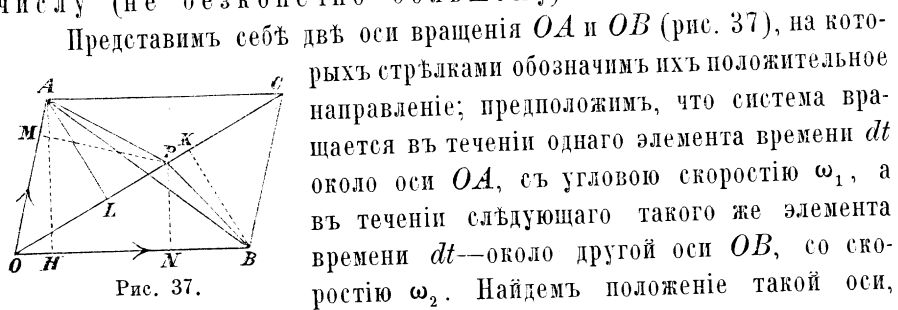 числу (не безконечно большому)
Представимъ себѣ двѣ оси вращенія OA и OB (рис. 37), на кото-
рыхъ стрѣлками обозначимъ ихъ положительное
направленіе; предположимъ, что система вра-
щается въ теченіи однаго элемента времени dt
около оси OA, съ угловою скоростію ω₁, а
въ теченіи слѣдующаго такого же элемента
времени dt—около другой оси OB, со ско-
ростію ω₂. Найдемъ положеніе такой оси,
A
C
M
P
K
L
O
H
N
B
Рис. 37.